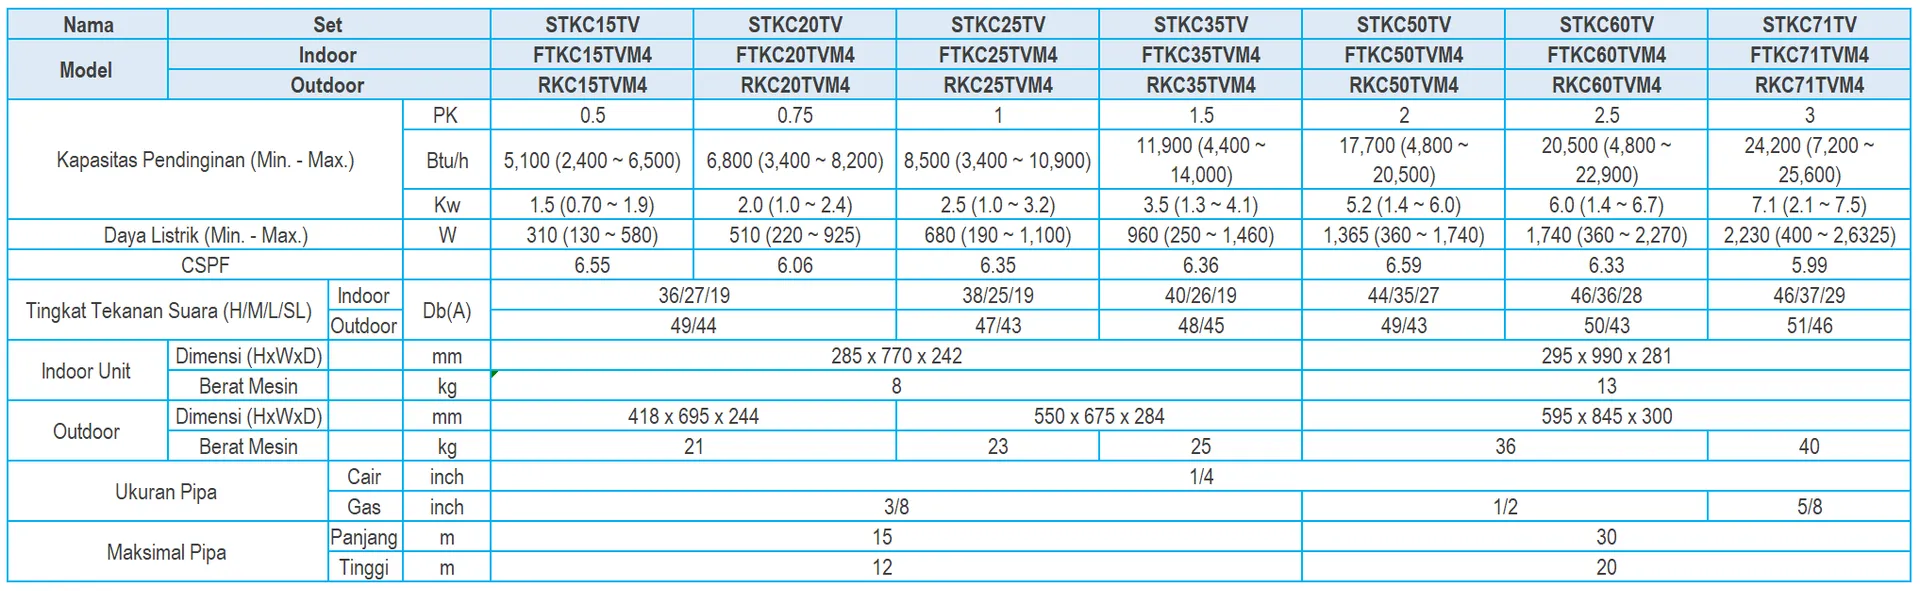 Nama Set STKC15TV STKC20TV STKC25TV STKC35TV STKC50TV STKC60TV STKC71TV
Model Indoor FTKC15TVM4 FTKC20TVM4 FTKC25TVM4 FTKC35TVM4 FTKC50TVM4 FTKC60TVM4 FTKC71TVM4
Outdoor RKC15TVM4 RKC20TVM4 RKC25TVM4 RKC35TVM4 RKC50TVM4 RKC60TVM4 RKC71TVM4
Kapasitas Pendinginan (Min. - Max.) PK 0.5 0.75 1 1.5 2 2.5 3
Btu/h 5,100 (2,400 ~ 6,500) 6,800 (3,400 ~ 8,200) 8,500 (3,400 ~ 10,900) 11,900 (4,400 ~ 14,000) 17,700 (4,800 ~ 20,500) 20,500 (4,800 ~ 22,900) 24,200 (7,200 ~ 25,600)
Kw 1.5 (0.70 ~ 1.9) 2.0 (1.0 ~ 2.4) 2.5 (1.0 ~ 3.2) 3.5 (1.3 ~ 4.1) 5.2 (1.4 ~ 6.0) 6.0 (1.4 ~ 6.7) 7.1 (2.1 ~ 7.5)
Daya Listrik (Min. - Max.) W 310 (130 ~ 580) 510 (220 ~ 925) 680 (190 ~ 1,100) 960 (250 ~ 1,460) 1,365 (360 ~ 1,740) 1,740 (360 ~ 2,270) 2,230 (400 ~ 2,6325)
CSPF 6.55 6.06 6.35 6.36 6.59 6.33 5.99
Tingkat Tekanan Suara (H/M/L/SL) Indoor Db(A) 36/27/19 38/25/19 40/26/19 44/35/27 46/36/28 46/37/29
Outdoor 49/44 47/43 48/45 49/43 50/43 51/46
Indoor Unit Dimensi (HxWxD) mm 285 x 770 x 242 295 x 990 x 281
Berat Mesin kg 8 13
Outdoor Dimensi (HxWxD) mm 418 x 695 x 244 550 x 675 x 284 595 x 845 x 300
Berat Mesin kg 21 23 25 36 40
Ukuran Pipa Cair inch 1/4
Gas inch 3/8 1/2 5/8
Maksimal Pipa Panjang m 15 30
Tinggi m 12 20